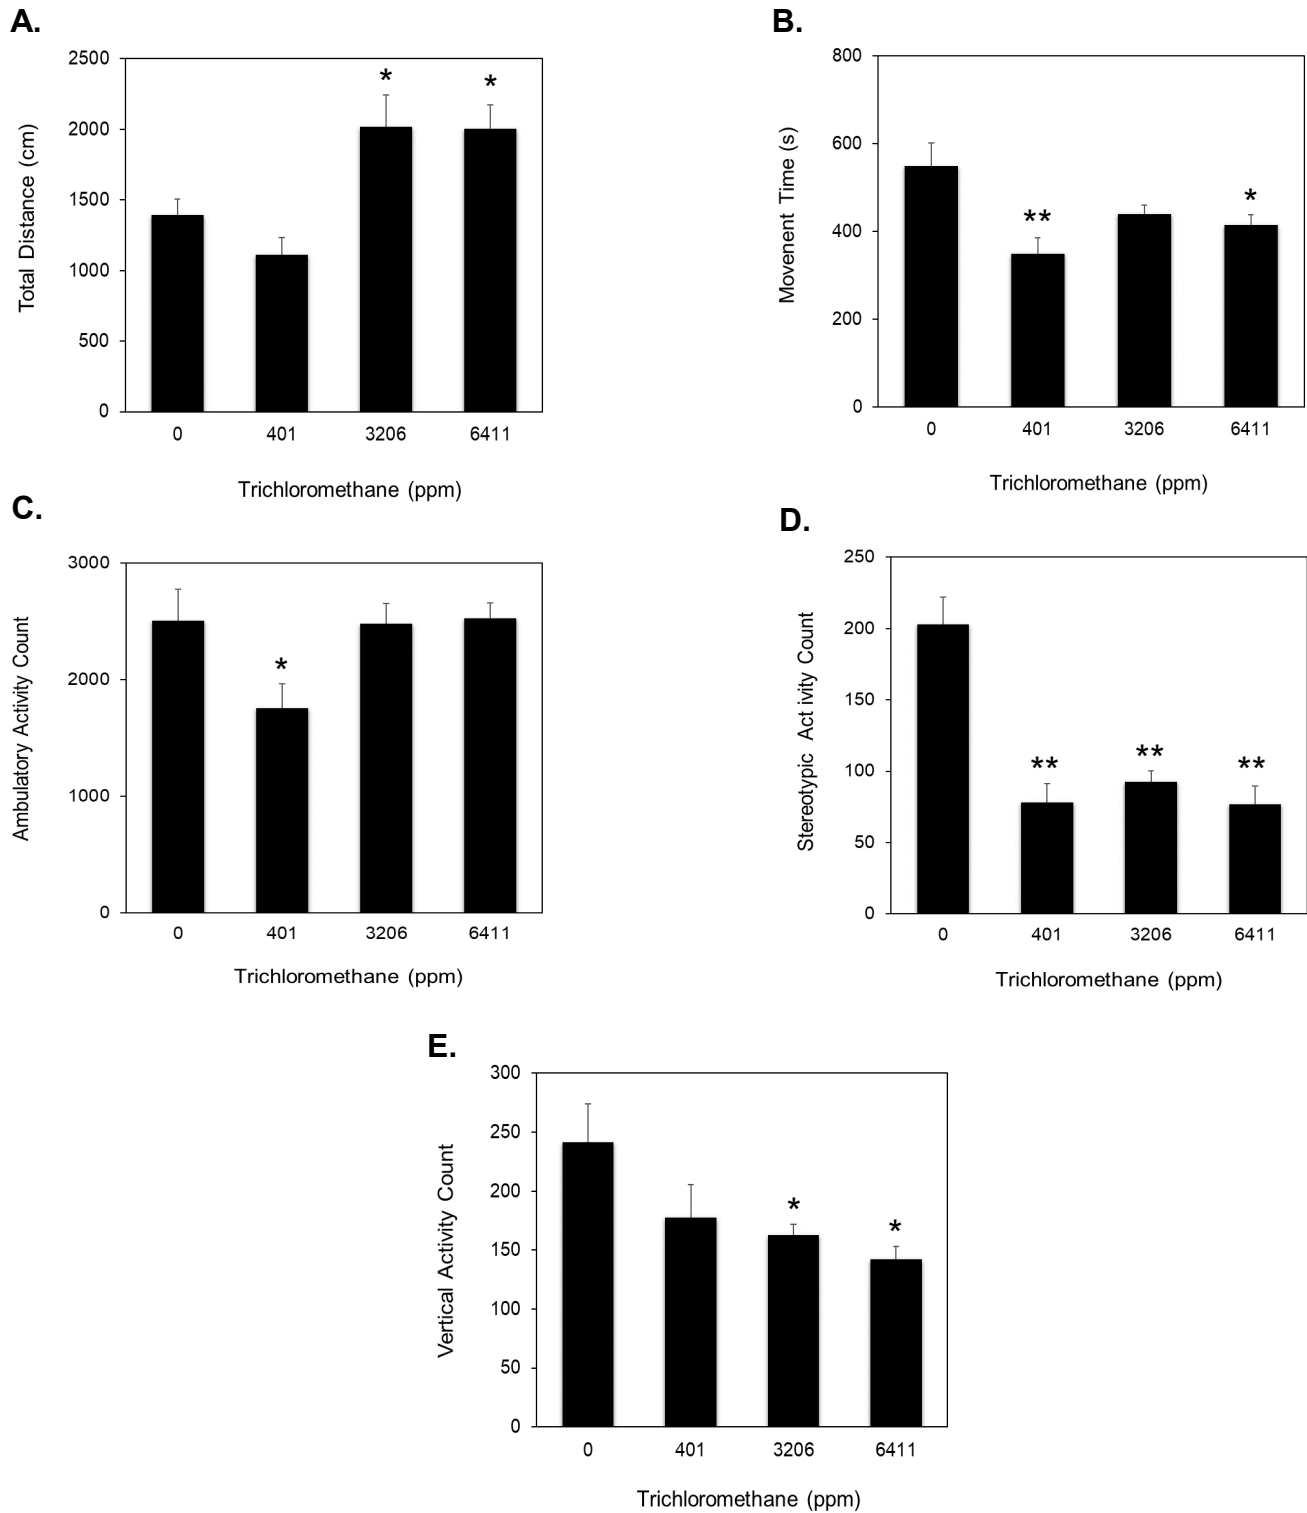 A.
2500
2000
1500
1000
500
0
Total Distance (cm)
*
*
0 401 3206 6411
Trichloromethane (ppm)
B.
800
600
400
200
0
Movenent Time (s)
**
*
0 401 3206 6411
Trichloromethane (ppm)
C.
3000
2000
1000
0
Ambulatory Activity Count
*
0 401 3206 6411
Trichloromethane (ppm)
D.
250
200
150
100
50
0
Stereotypic Act ivity Count
**
**
**
0 401 3206 6411
Trichloromethane (ppm)
E.
300
250
200
150
100
50
0
Vertical Activity Count
*
*
0 401 3206 6411
Trichloromethane (ppm)